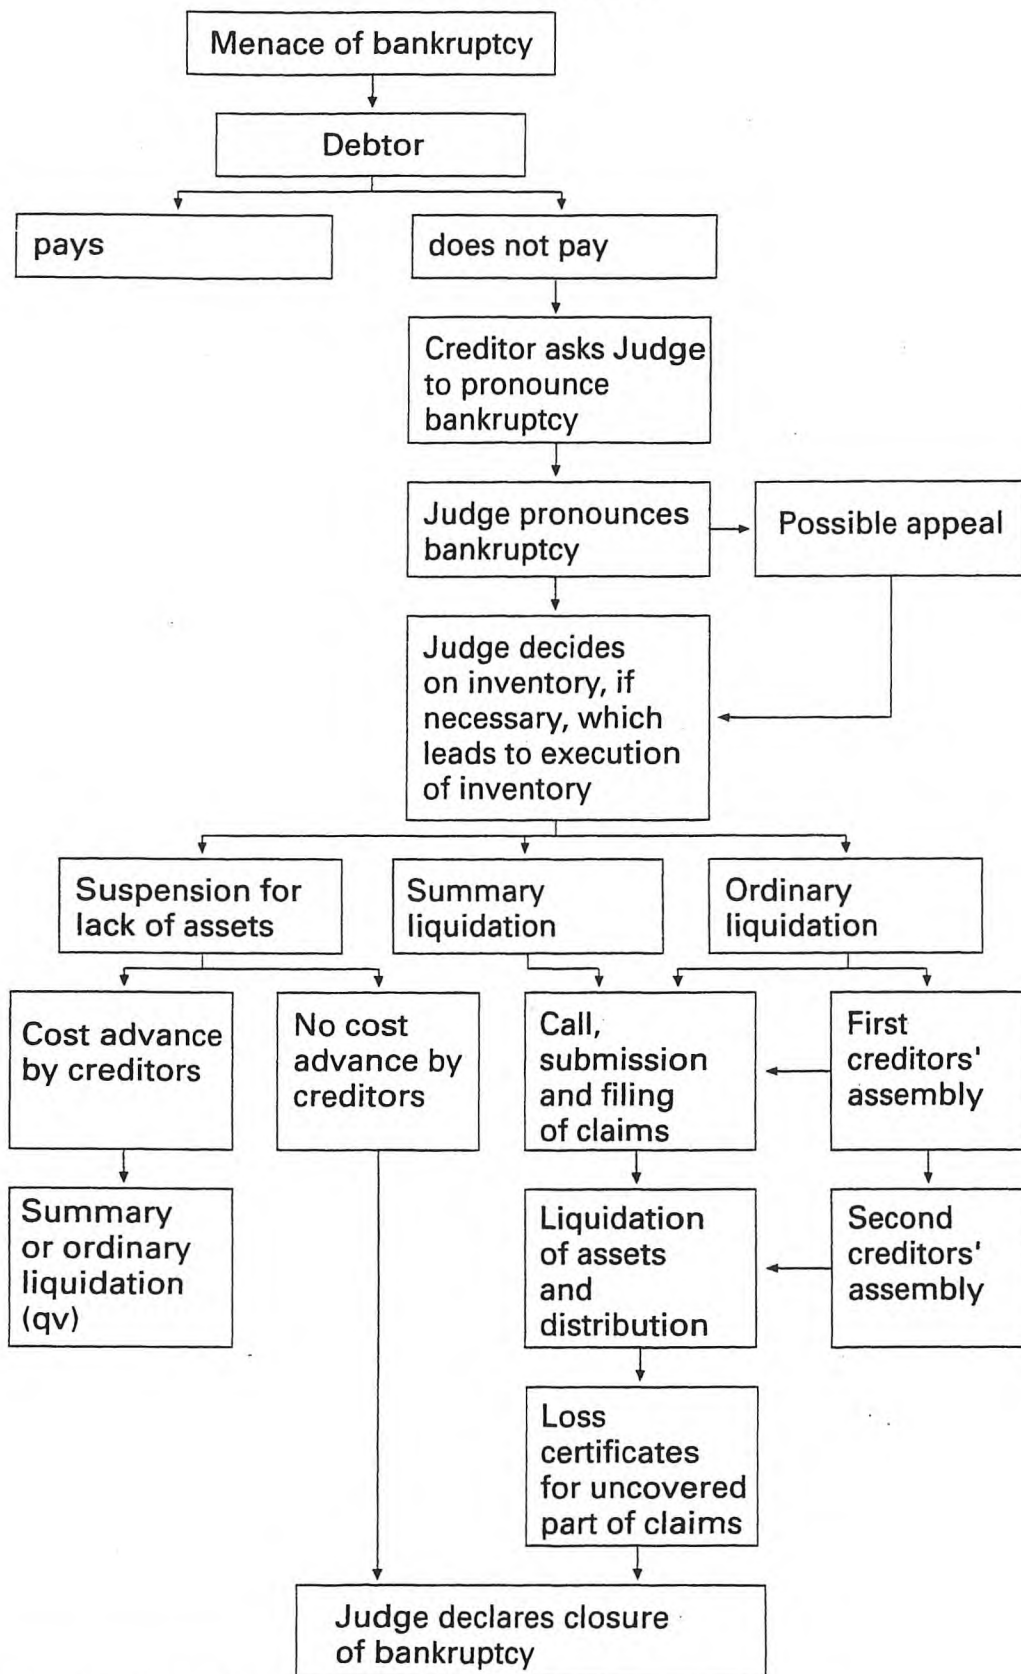 Menace of bankruptcy
Debtor
pays
does not pay
Creditor asks Judge
to pronounce
bankruptcy
Judge pronounces
bankruptcy
Possible appeal
Judge decides
on inventory, if
necessary, which
leads to execution
of inventory
Suspension for
lack of assets
Summary
liquidation
Ordinary
liquidation
Cost advance
by creditors
No cost
advance by
creditors
Call,
submission
and filing
of claims
First
creditors'
assembly
Summary
or ordinary
liquidation
(qv)
Liquidation
of assets
and
distribution
Second
creditors'
assembly
Loss
certificates
for uncovered
part of claims
Judge declares closure
of bankruptcy